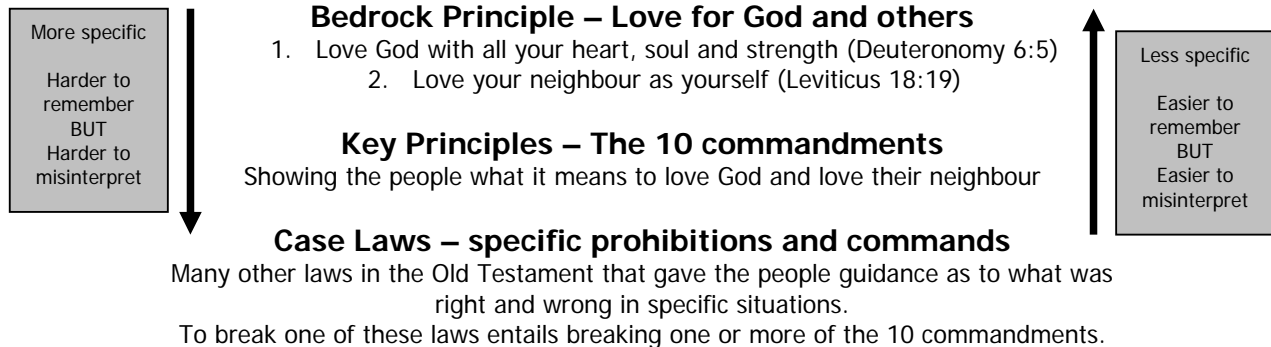 More specific
Harder to
remember
BUT
Harder to
misinterpret
Bedrock Principle – Love for God and others
1. Love God with all your heart, soul and strength (Deuteronomy 6:5)
2. Love your neighbour as yourself (Leviticus 18:19)
Key Principles – The 10 commandments
Showing the people what it means to love God and love their neighbour
Case Laws – specific prohibitions and commands
Many other laws in the Old Testament that gave the people guidance as to what was
right and wrong in specific situations.
To break one of these laws entails breaking one or more of the 10 commandments.
Less specific
Easier to
remember
BUT
Easier to
misinterpret